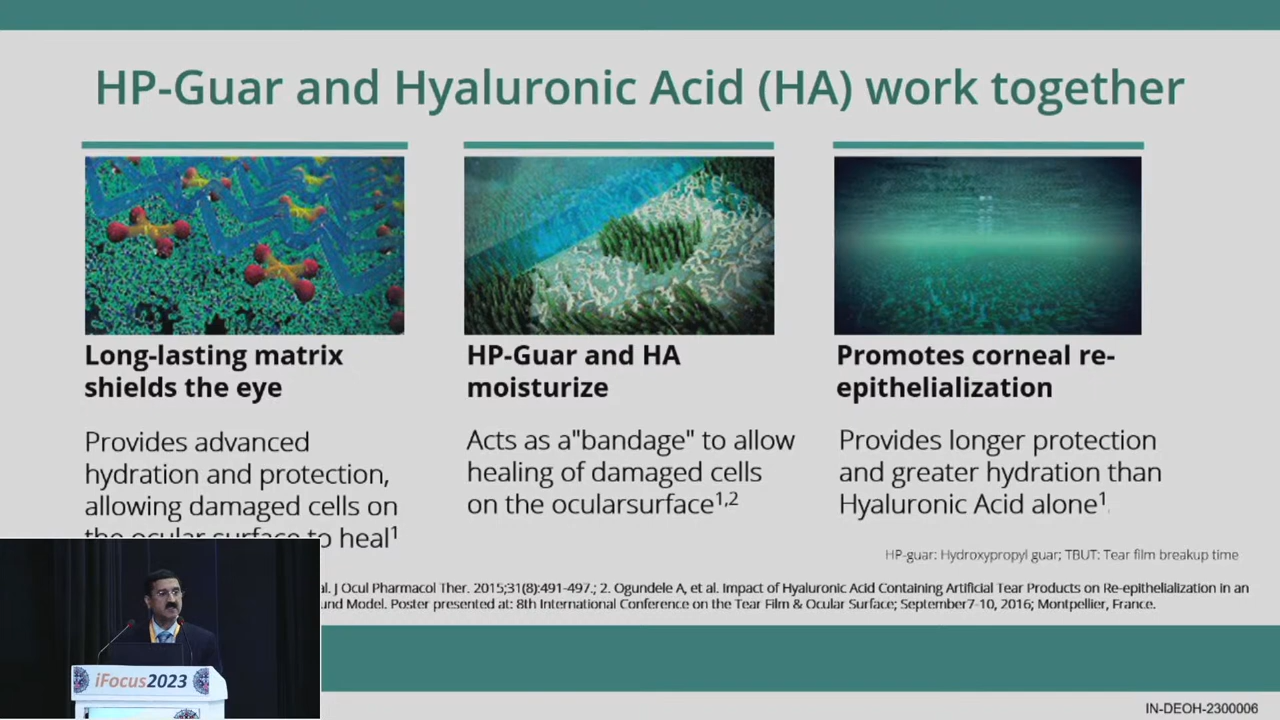 HP-Guar and Hyaluronic Acid (HA) work together
Long-lasting matrix
shields the eye
Provides advanced
hydration and protection,
allowing damaged cells on
the ocular surface to heal1
HP-Guar and HA
moisturize
Acts as a"bandage" to allow
healing of damaged cells
on the ocularsurface1,2
Promotes corneal re-
epithelialization
Provides longer protection
and greater hydration than
Hyaluronic Acid alone1.
HP-guar: Hydroxypropyl guar; TBUT: Tear film breakup time
al. J Ocul Pharmacol Ther. 2015;31(8):491-497.; 2. Ogundele A, et al. Impact of Hyaluronic Acid Containing Artificial Tear Products on Re-epithelialization in an
und Model. Poster presented at: 8th International Conference on the Tear Film & Ocular Surface; September7-10, 2016; Montpellier, France.
iFocus2023
IN-DEOH-2300006